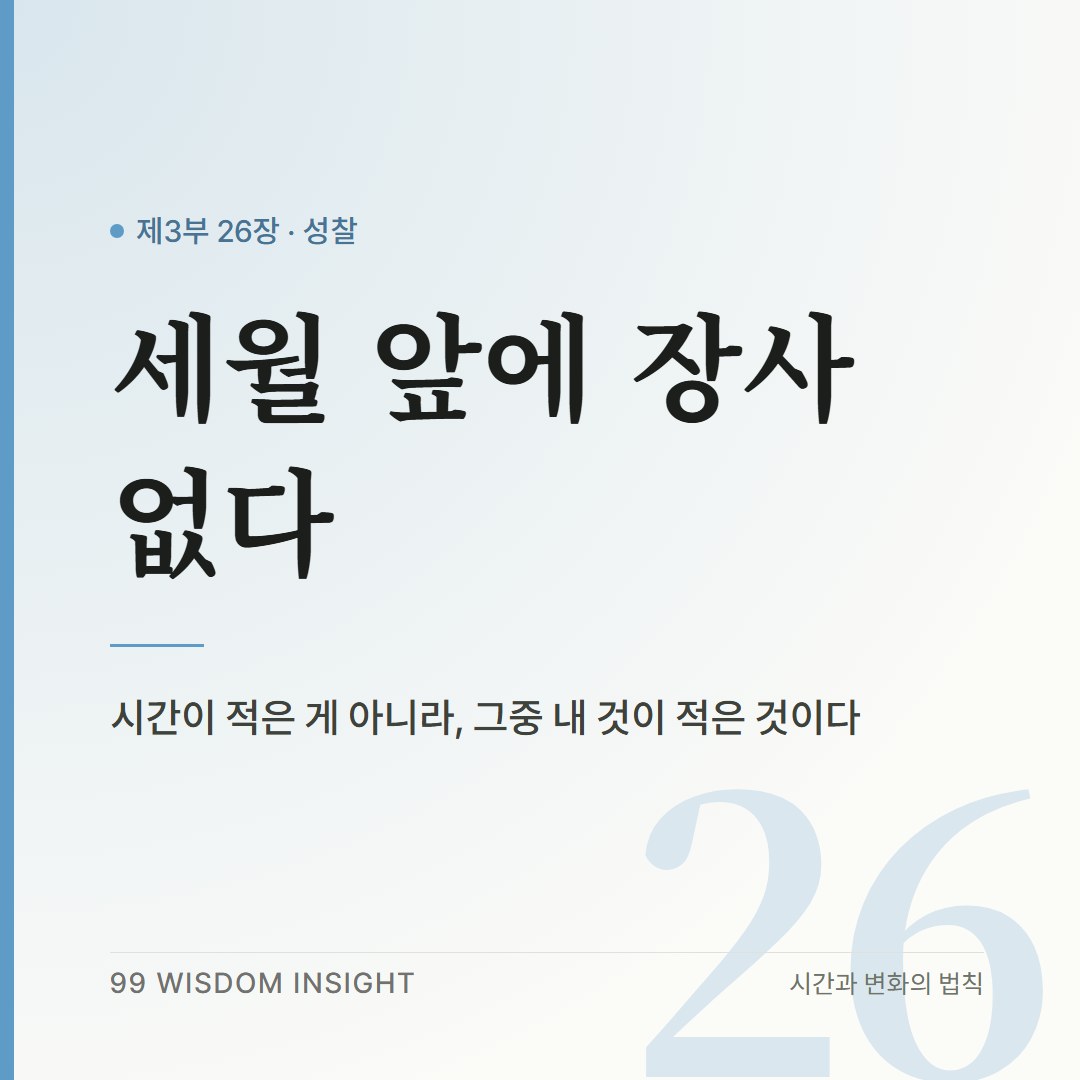 제3부 26장 · 성찰
세월 앞에 장사
없다
시간이 적은 게 아니라, 그중 내 것이 적은 것이다
26
99 WISDOM INSIGHT
시간과 변화의 법칙